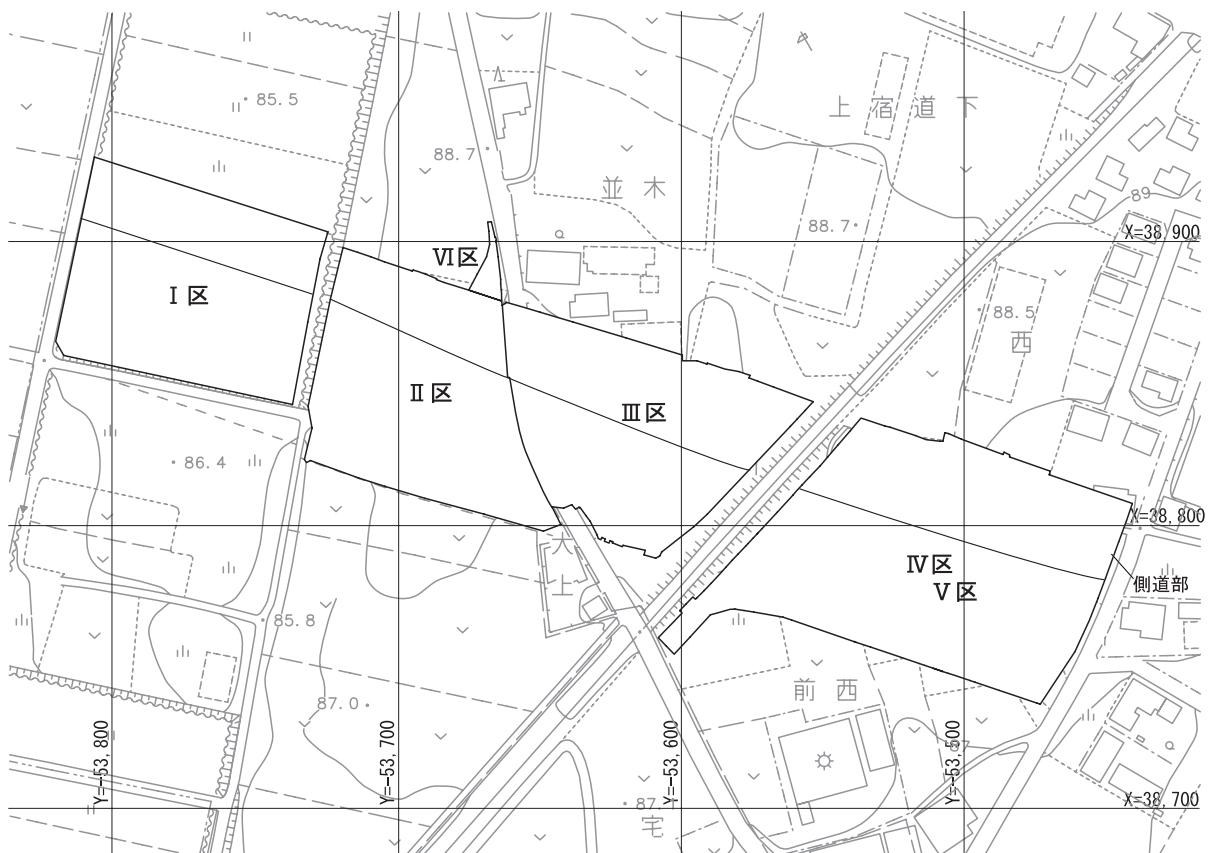 85.5
上宿道下
88.7
並木
89
88.7
X=38,900
Ⅵ区
Ⅰ区
88.5
西
Ⅱ区
Ⅲ区
86.4
X=38,800
大上
Ⅳ区
Ⅴ区
側道部
85.8
前西
87.0
Y=-53,800
Y=-53,700
Y=-53,600
Y=-53,500
X=38,700
宅